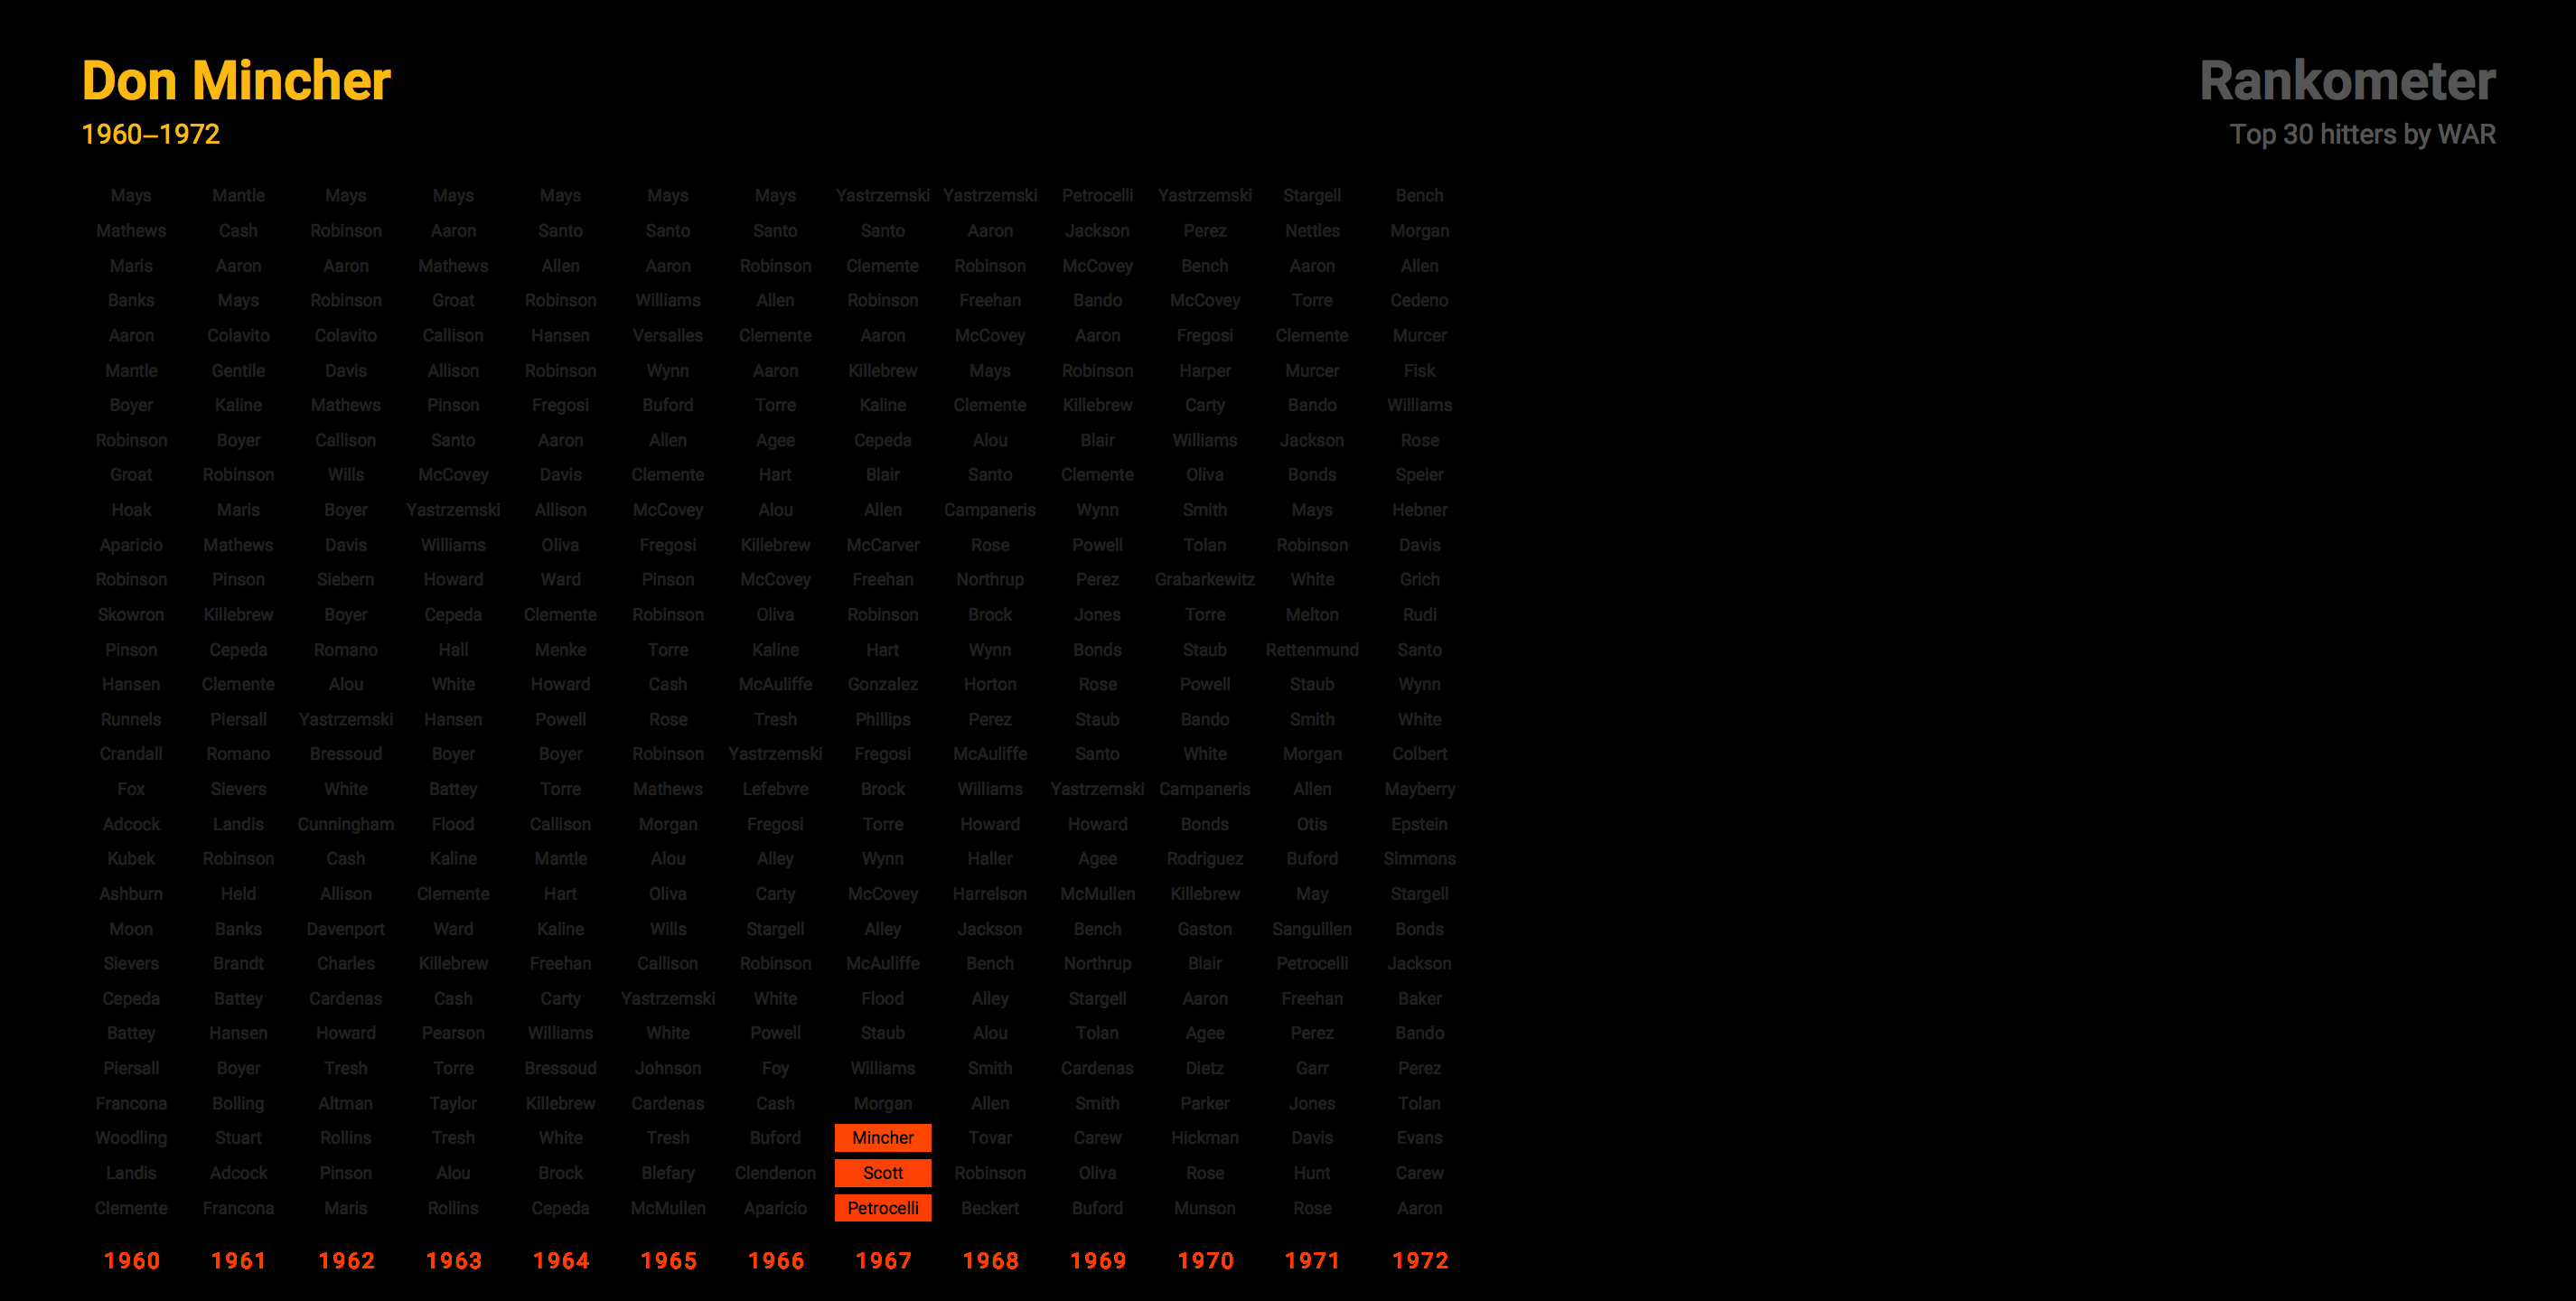 Don Mincher
1960–1972
Rankometer
Top 30 hitters by WAR
Mays Mantle Mays Mays Mays Mays Mays Yastrzemski Yastrzemski Petrocelli Yastrzemski Stargell Bench
Mathews Cash Robinson Aaron Santo Santo Santo Santo Aaron Jackson Perez Nettles Morgan
Maris Aaron Aaron Mathews Allen Aaron Robinson Clemente Robinson McCovey Bench Aaron Allen
Banks Mays Robinson Groat Robinson Williams Allen Robinson Freehan Bando McCovey Torre Cedeno
Aaron Colavito Colavito Callison Hansen Versalles Clemente Aaron McCovey Aaron Fregosi Clemente Murcer
Mantle Gentile Davis Allison Robinson Wynn Aaron Killebrew Mays Robinson Harper Murcer Fisk
Boyer Kaline Mathews Pinson Fregosi Buford Torre Kaline Clemente Killebrew Carty Bando Williams
Robinson Boyer Callison Santo Aaron Allen Agee Cepeda Alou Blair Williams Jackson Rose
Groat Robinson Wills McCovey Davis Clemente Hart Blair Santo Clemente Oliva Bonds Speier
Hoak Maris Boyer Yastrzemski Allison McCovey Alou Allen Campaneris Wynn Smith Mays Hebner
Aparicio Mathews Davis Williams Oliva Fregosi Killebrew McCarver Rose Powell Tolan Robinson Davis
Robinson Pinson Siebern Howard Ward Pinson McCovey Freehan Northrup Perez Grabarkewitz White Grich
Skowron Killebrew Boyer Cepeda Clemente Robinson Oliva Robinson Brock Jones Torre Melton Rudi
Pinson Cepeda Romano Hall Menke Torre Kaline Hart Wynn Bonds Staub Rettenmund Santo
Hansen Clemente Alou White Howard Cash McAuliffe Gonzalez Horton Rose Powell Staub Wynn
Runnels Piersall Yastrzemski Hansen Powell Rose Tresh Phillips Perez Staub Bando Smith White
Crandall Romano Bressoud Boyer Boyer Robinson Yastrzemski Fregosi McAuliffe Santo White Morgan Colbert
Fox Sievers White Battey Torre Mathews Lefebvre Brock Williams Yastrzemski Campaneris Allen Mayberry
Adcock Landis Cunningham Flood Callison Morgan Fregosi Torre Howard Howard Bonds Otis Epstein
Kubek Robinson Cash Kaline Mantle Alou Alley Wynn Haller Agee Rodriguez Buford Simmons
Ashburn Held Allison Clemente Hart Oliva Carty McCovey Harrelson McMullen Killebrew May Stargell
Moon Banks Davenport Ward Kaline Wills Stargell Alley Jackson Bench Gaston Sanguillen Bonds
Sievers Brandt Charles Killebrew Freehan Callison Robinson McAuliffe Bench Northrup Blair Petrocelli Jackson
Cepeda Battey Cardenas Cash Carty Yastrzemski White Flood Alley Stargell Aaron Freehan Baker
Battey Hansen Howard Pearson Williams White Powell Staub Alou Tolan Agee Perez Bando
Piersall Boyer Tresh Torre Bressoud Johnson Foy Williams Smith Cardenas Dietz Garr Perez
Francona Bolling Altman Taylor Killebrew Cardenas Cash Morgan Allen Smith Parker Jones Tolan
Woodling Stuart Rollins Tresh White Tresh Buford Mincher Tovar Carew Hickman Davis Evans
Landis Adcock Pinson Alou Brock Blefary Clendenon Scott Robinson Oliva Rose Hunt Carew
Clemente Francona Maris Rollins Cepeda McMullen Aparicio Petrocelli Beckert Buford Munson Rose Aaron
1960 1961 1962 1963 1964 1965 1966 1967 1968 1969 1970 1971 1972